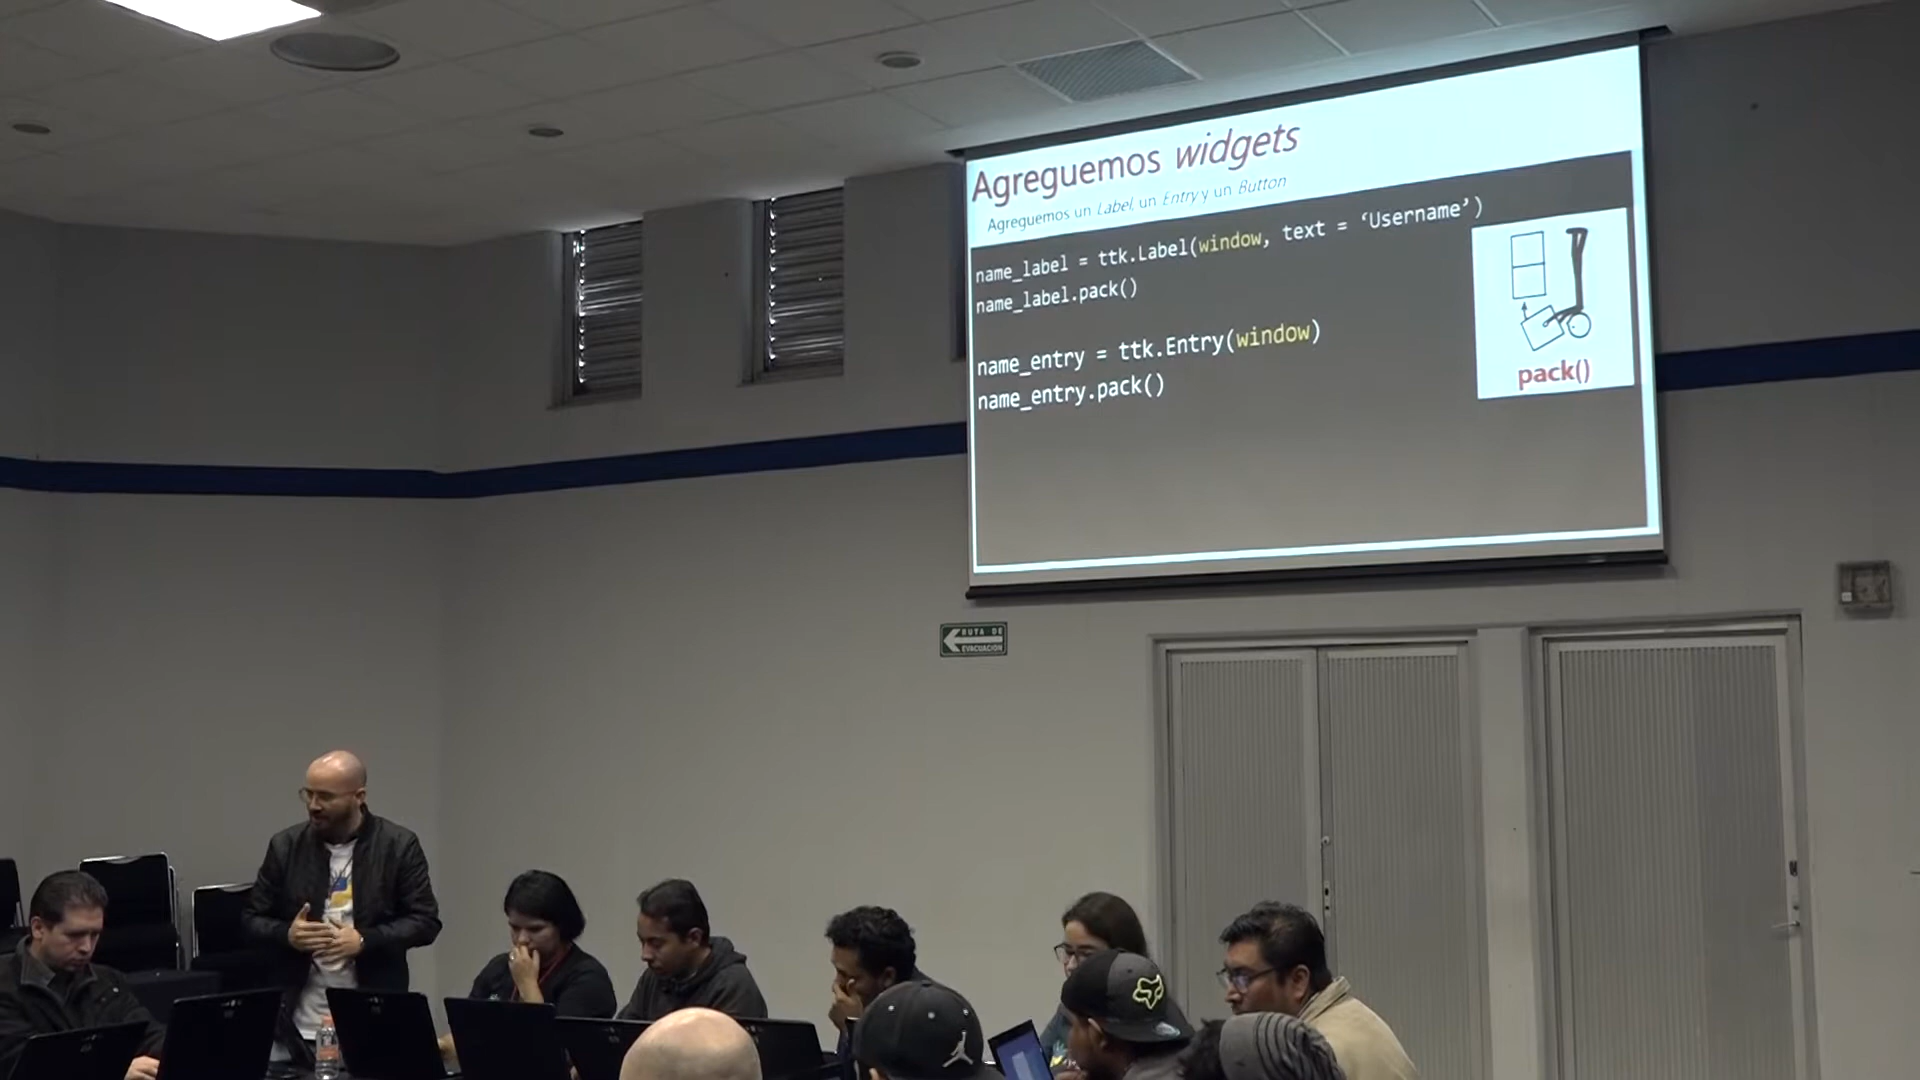 Agreguemos widgets
Agreguemos un Label, un Entry y un Button
name_label = ttk.Label(window, text = ‘Username’)
name_label.pack()
name_entry = ttk.Entry(window)
name_entry.pack()
pack()
RUTA DE
EVACUACIÓN